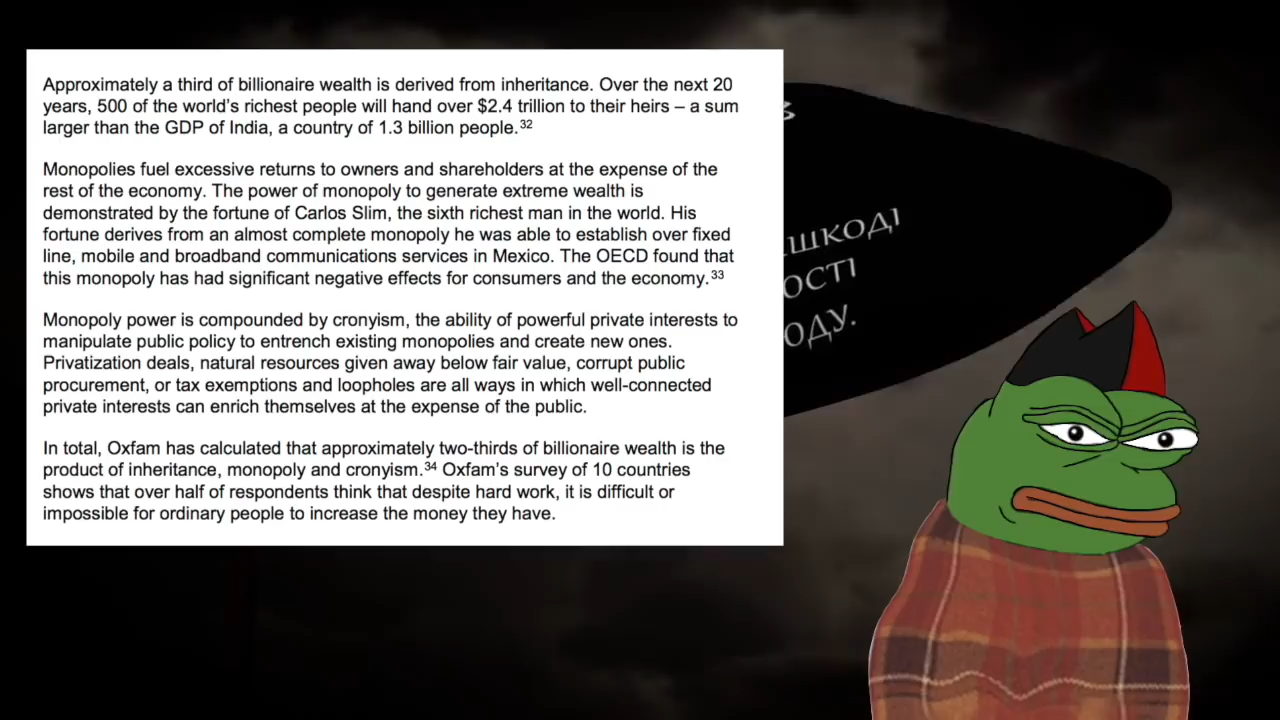 Approximately a third of billionaire wealth is derived from inheritance. Over the next 20
years, 500 of the world's richest people will hand over $2.4 trillion to their heirs – a sum
larger than the GDP of India, a country of 1.3 billion people.32
Monopolies fuel excessive returns to owners and shareholders at the expense of the
rest of the economy. The power of monopoly to generate extreme wealth is
demonstrated by the fortune of Carlos Slim, the sixth richest man in the world. His
fortune derives from an almost complete monopoly he was able to establish over fixed
line, mobile and broadband communications services in Mexico. The OECD found that
this monopoly has had significant negative effects for consumers and the economy.33
Monopoly power is compounded by cronyism, the ability of powerful private interests to
manipulate public policy to entrench existing monopolies and create new ones.
Privatization deals, natural resources given away below fair value, corrupt public
procurement, or tax exemptions and loopholes are all ways in which well-connected
private interests can enrich themselves at the expense of the public.
In total, Oxfam has calculated that approximately two-thirds of billionaire wealth is the
product of inheritance, monopoly and cronyism.34 Oxfam's survey of 10 countries
shows that over half of respondents think that despite hard work, it is difficult or
impossible for ordinary people to increase the money they have.